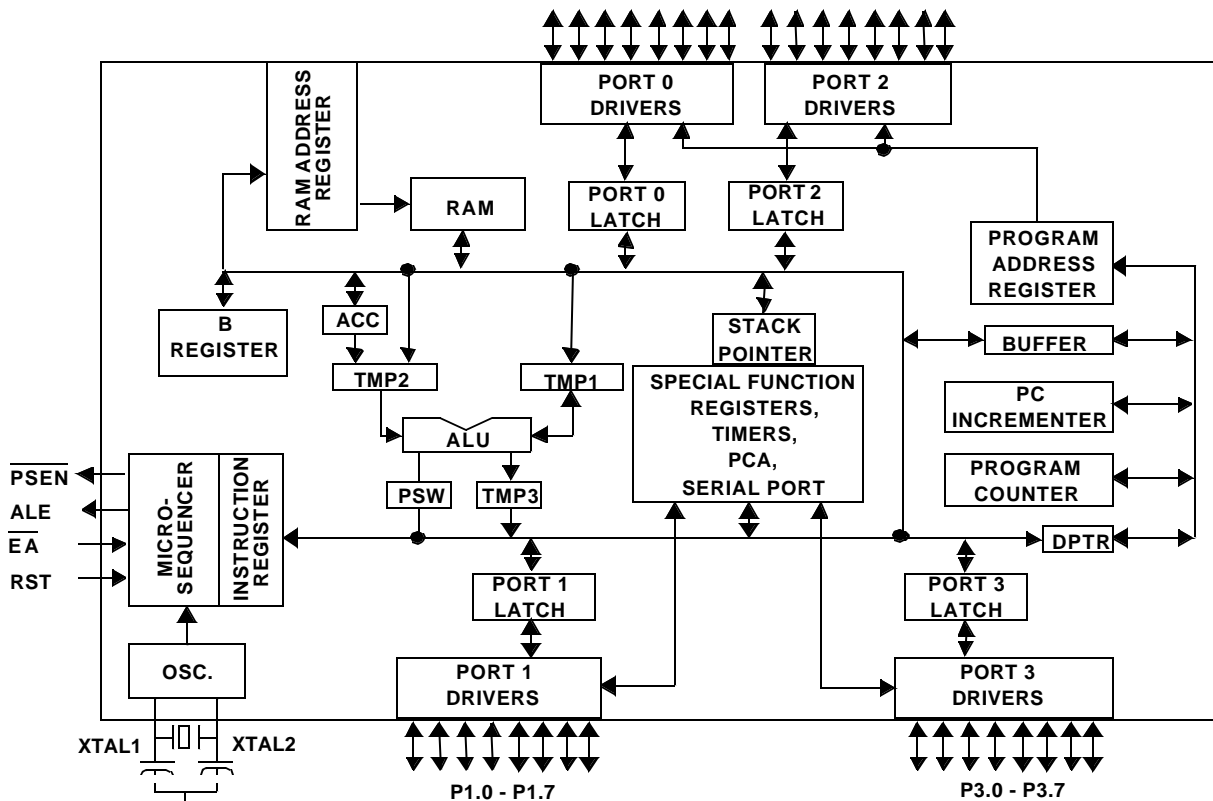 PORT 0
DRIVERS
PORT 2
DRIVERS
RAM ADDRESS
REGISTER
RAM
PORT 0
LATCH
PORT 2
LATCH
PROGRAM
ADDRESS
REGISTER
B
REGISTER
ACC
STACK
POINTER
BUFFER
TMP2
TMP1
SPECIAL FUNCTION
REGISTERS,
TIMERS,
PCA,
SERIAL PORT
PC
INCREMENTER
ALU
PROGRAM
COUNTER
PSEN
ALE
EA
RST
MICRO-
SEQUENCER
INSTRUCTION
REGISTER
PSW
TMP3
DPTR
PORT 1
LATCH
PORT 3
LATCH
OSC.
PORT 1
DRIVERS
PORT 3
DRIVERS
XTAL1
XTAL2
P1.0 - P1.7
P3.0 - P3.7